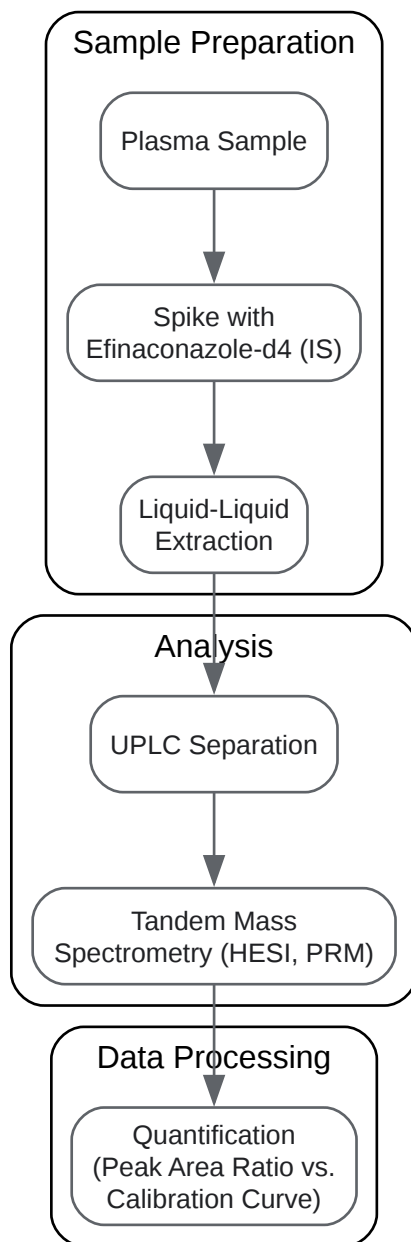 Sample Preparation
Plasma Sample
Spike with
Efinaconazole-d4 (IS)
Liquid-Liquid
Extraction
Analysis
UPLC Separation
Tandem Mass
Spectrometry (HESI, PRM)
Data Processing
Quantification
(Peak Area Ratio vs.
Calibration Curve)